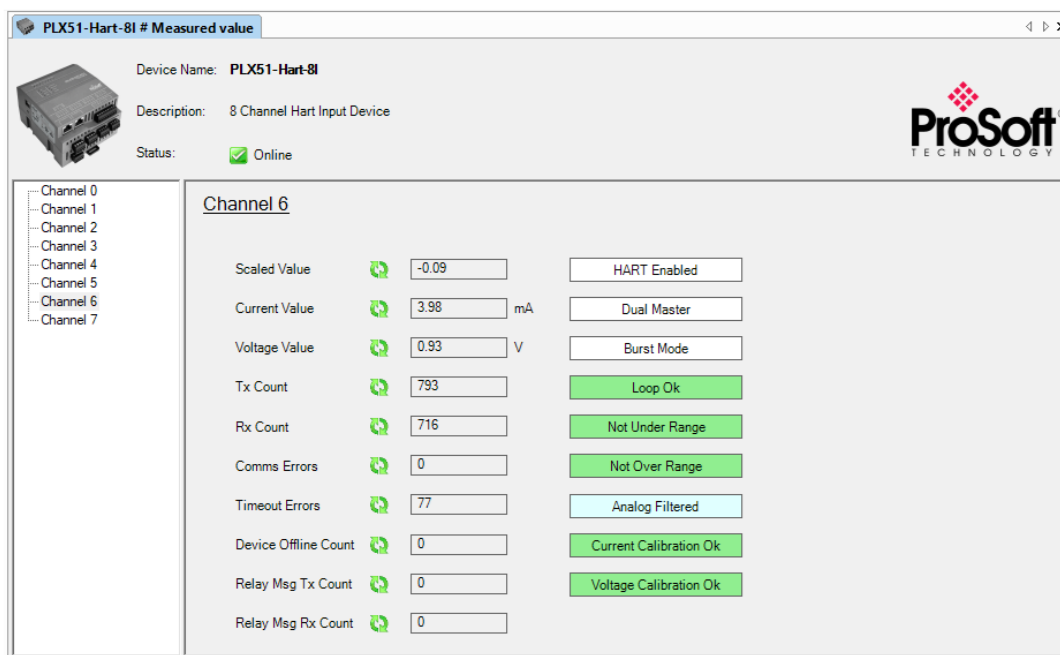 PLX51-Hart-8I # Measured value
Device Name: PLX51-Hart-8I
Description: 8 Channel Hart Input Device
Status: Online
ProSoft
TECHNOLOGY
Channel 0
Channel 1
Channel 2
Channel 3
Channel 4
Channel 5
Channel 6
Channel 7
Channel 6
Scaled Value -0.09 HART Enabled
Current Value 3.98 mA Dual Master
Voltage Value 0.93 V Burst Mode
Tx Count 793 Loop Ok
Rx Count 716 Not Under Range
Comms Errors 0 Not Over Range
Timeout Errors 77 Analog Filtered
Device Offline Count 0 Current Calibration Ok
Relay Msg Tx Count 0 Voltage Calibration Ok
Relay Msg Rx Count 0